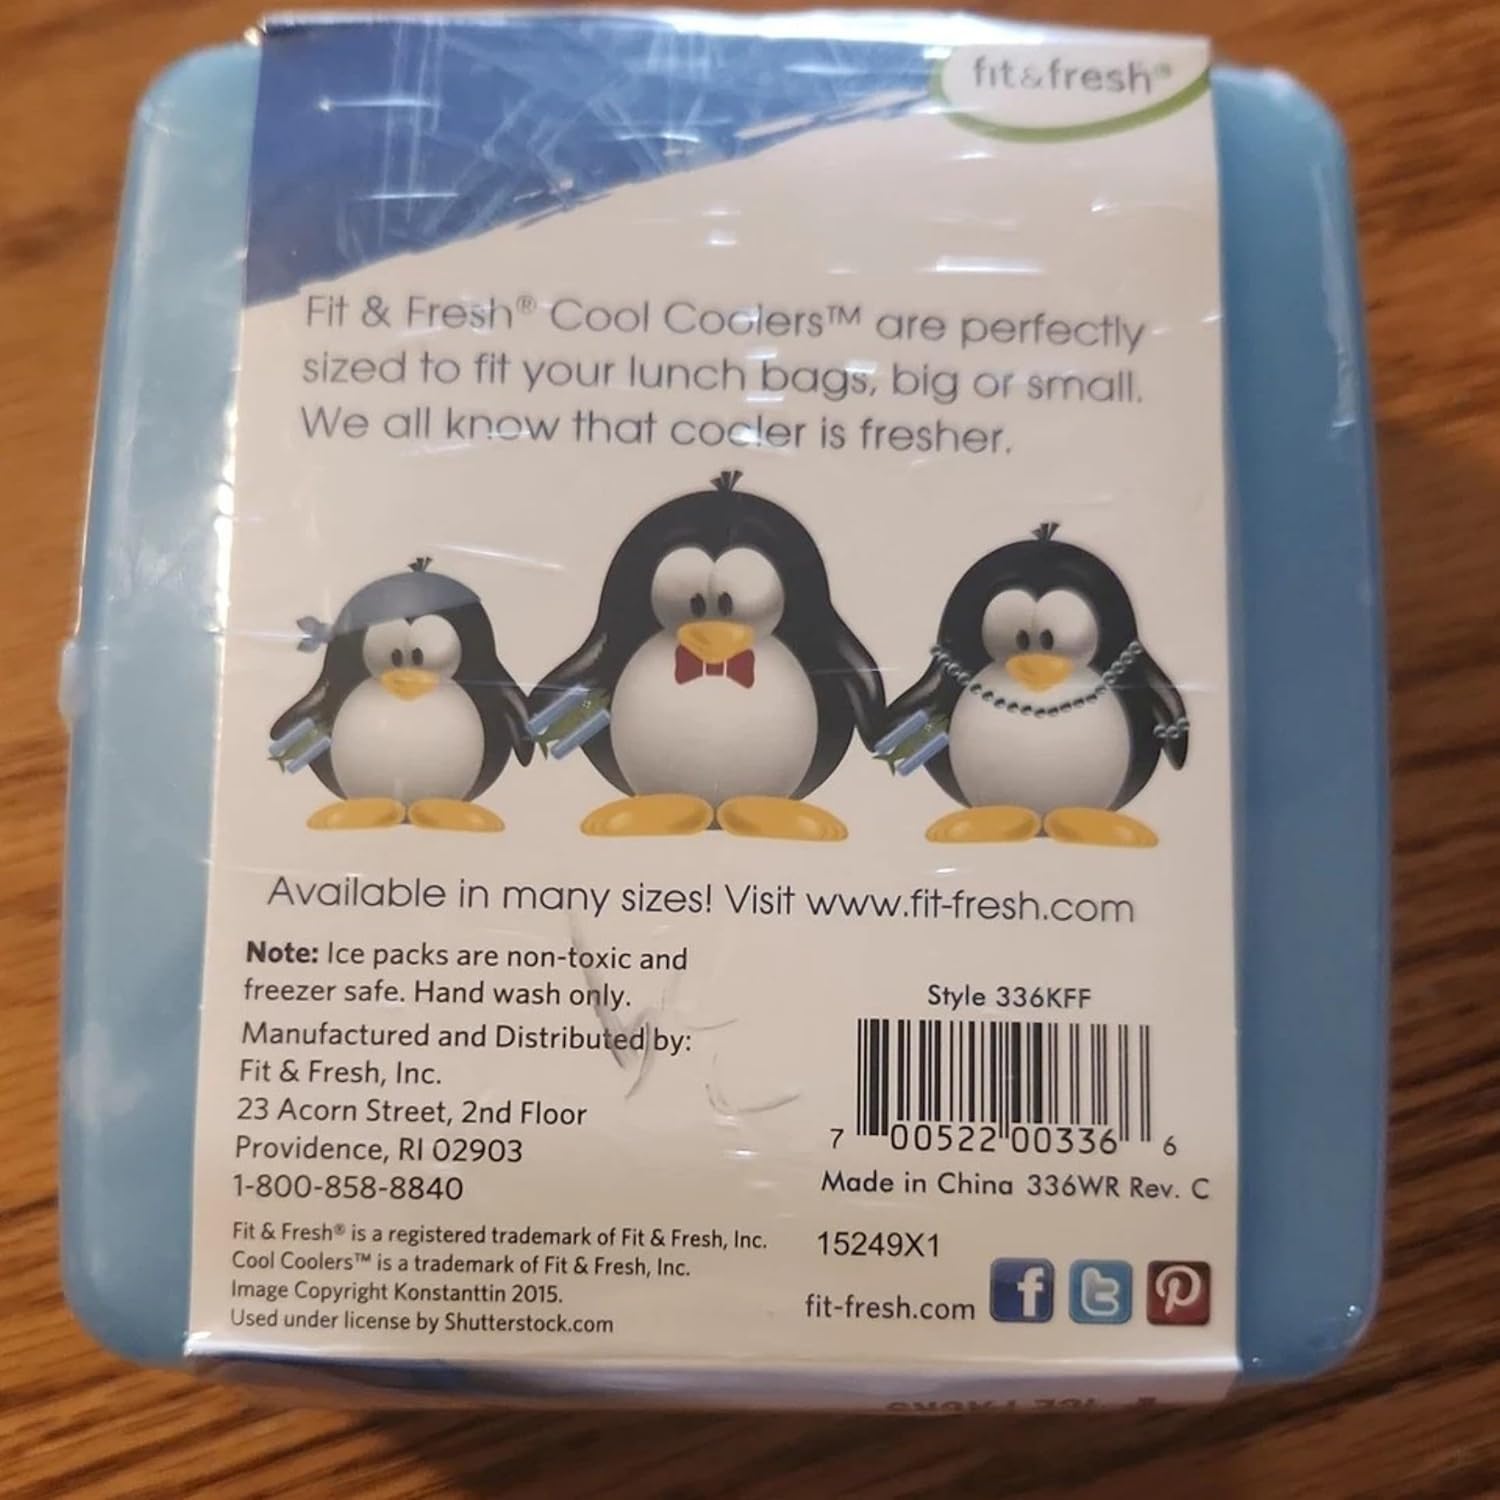 fit&fresh®
Fit & Fresh® Cool Coolers™ are perfectly
sized to fit your lunch bags, big or small.
We all know that cooler is fresher.
Available in many sizes! Visit www.fit-fresh.com
Note: Ice packs are non-toxic and
freezer safe. Hand wash only.
Manufactured and Distributed by:
Fit & Fresh, Inc.
23 Acorn Street, 2nd Floor
Providence, RI 02903
1-800-858-8840
Fit & Fresh® is a registered trademark of Fit & Fresh, Inc.
Cool Coolers™ is a trademark of Fit & Fresh, Inc.
Image Copyright Konstanttin 2015.
Used under license by Shutterstock.com
Style 336KFF
7 00522 00336 6
Made in China 336WR Rev. C
15249X1
fit-fresh.com